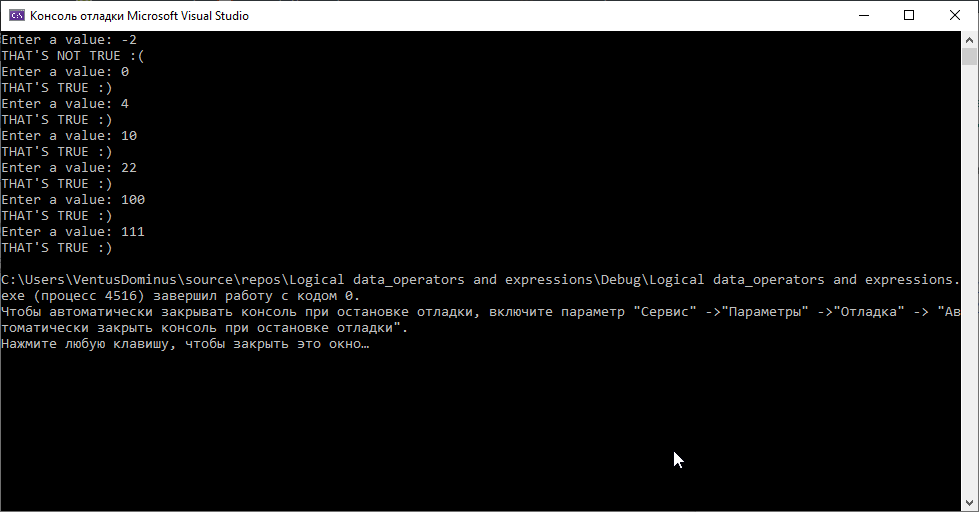 Консоль отладки Microsoft Visual Studio
Enter a value: -2
THAT'S NOT TRUE :(
Enter a value: 0
THAT'S TRUE :)
Enter a value: 4
THAT'S TRUE :)
Enter a value: 10
THAT'S TRUE :)
Enter a value: 22
THAT'S TRUE :)
Enter a value: 100
THAT'S TRUE :)
Enter a value: 111
THAT'S TRUE :)
C:\Users\VentusDominus\source\repos\Logical data_operators and expressions\Debug\Logical data_operators and expressions.
exe (процесс 4516) завершил работу с кодом 0.
Чтобы автоматически закрывать консоль при остановке отладки, включите параметр "Сервис" ->"Параметры" ->"Отладка" -> "Ав
томатически закрыть консоль при остановке отладки".
Нажмите любую клавишу, чтобы закрыть это окно…